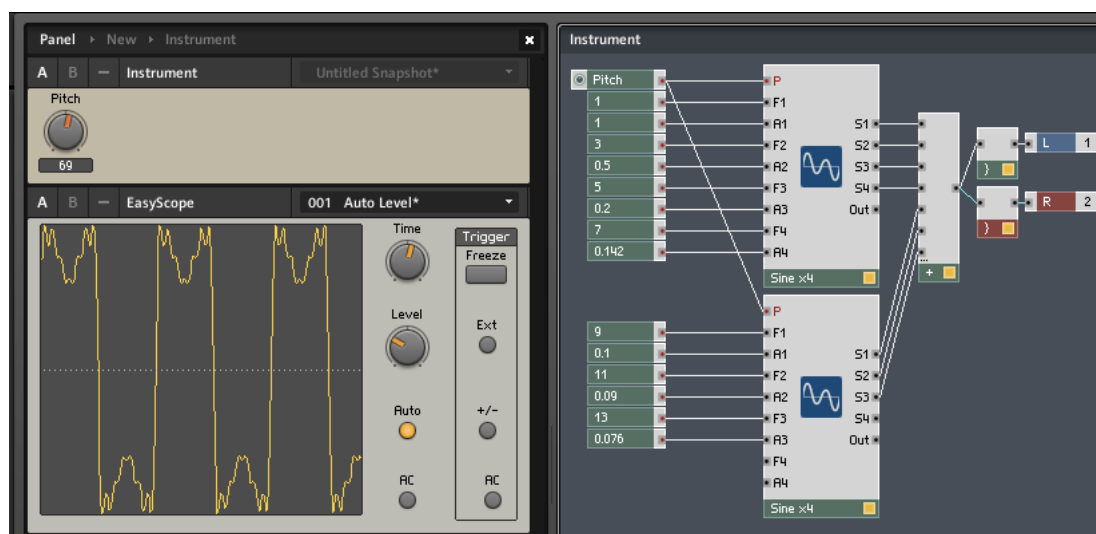 Panel New Instrument
A B Instrument Untitled Snapshot*
Pitch
69
A B EasyScope 001 Auto Level*
Time
Trigger
Freeze
Level
Ext
Auto
+/-
AC
AC
Instrument
Pitch
1
1
3
0.5
5
0.2
7
0.142
P
F1
A1 S1
F2 S2
A2 S3
F3 S4
A3 Out
F4
A4
Sine x4
9
0.1
11
0.09
13
0.076
P
F1
A1 S1
F2 S2
A2 S3
F3 S4
A3 Out
F4
A4
Sine x4
...
+
}
L 1
}
R 2